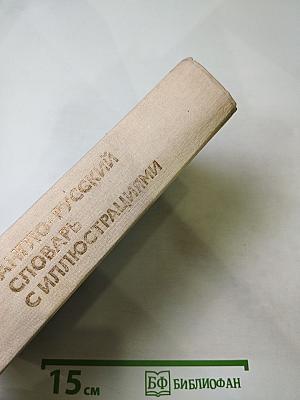 АНГЛО-РУССКИЙ
СЛОВАРЬ
С ИЛЛЮСТРАЦИЯМИ
15 см
БФ БИБЛИОФАН